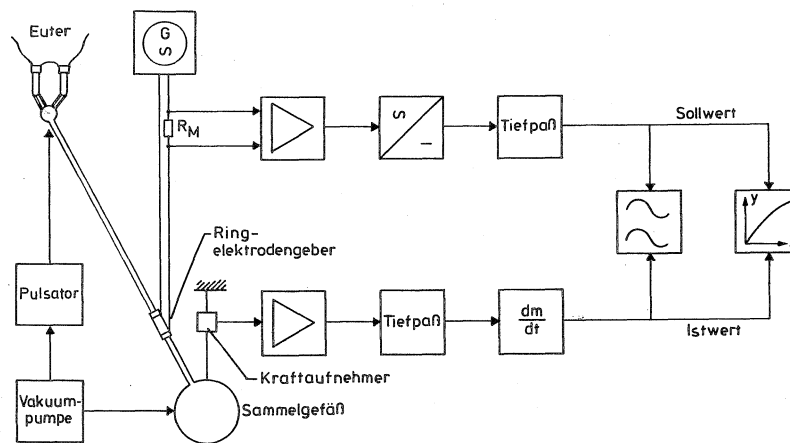 Euter
G
S
R_M
S
–
Tiefpaß
Sollwert
Ring-
elektrodengeber
y
Pulsator
Tiefpaß
dm
dt
Istwert
Kraftaufnehmer
Vakuum-
pumpe
Sammelgefäß